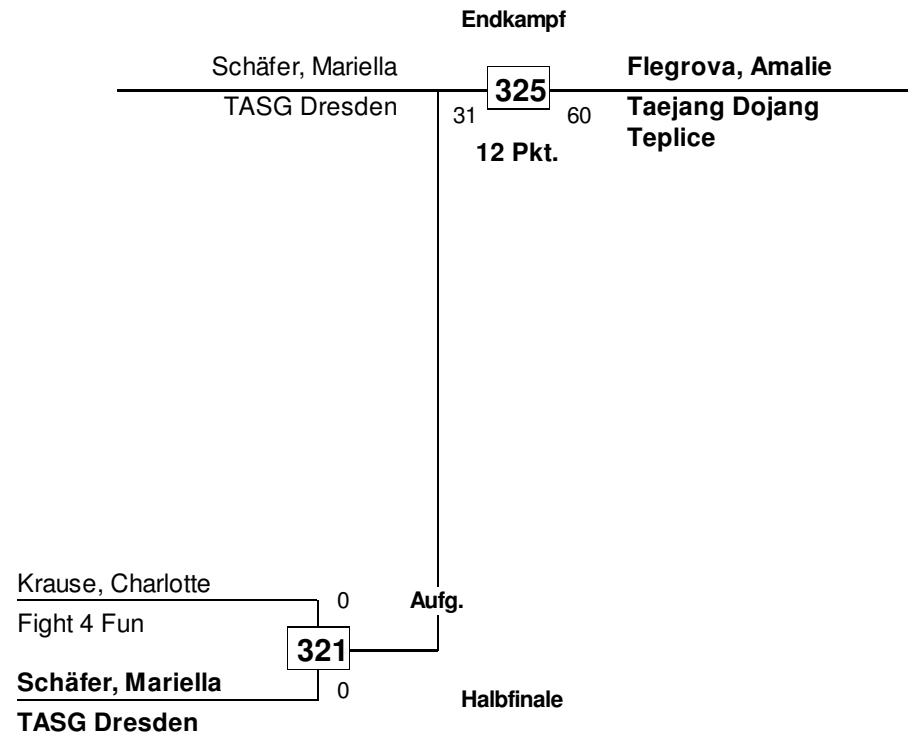 Endkampf
Schäfer, Mariella
TASG Dresden
31
325
60
12 Pkt.
Flegrova, Amalie
Taejang Dojang
Teplice
Krause, Charlotte
Fight 4 Fun
0
321
Aufg.
Schäfer, Mariella
TASG Dresden
0
Halbfinale